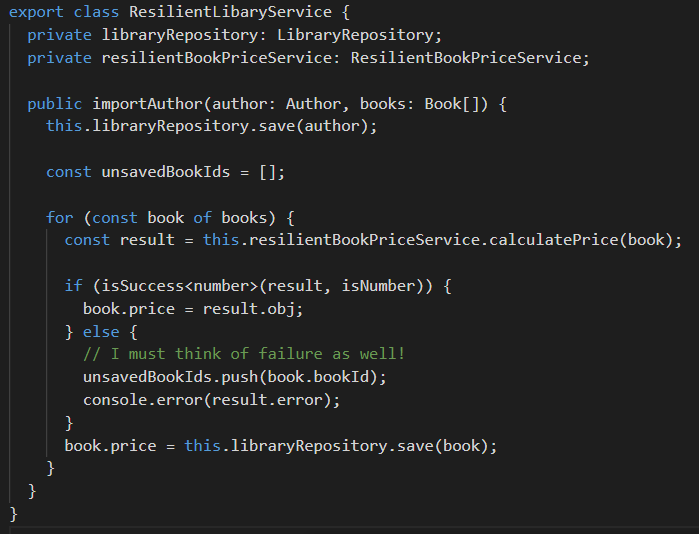 export class ResilientLibaryService {
private libraryRepository: LibraryRepository;
private resilientBookPriceService: ResilientBookPriceService;
public importAuthor(author: Author, books: Book[]) {
this.libraryRepository.save(author);
const unsavedBookIds = [];
for (const book of books) {
const result = this.resilientBookPriceService.calculatePrice(book);
if (isSuccess<number>(result, isNumber)) {
book.price = result.obj;
} else {
// I must think of failure as well!
unsavedBookIds.push(book.bookId);
console.error(result.error);
}
book.price = this.libraryRepository.save(book);
}
}
}